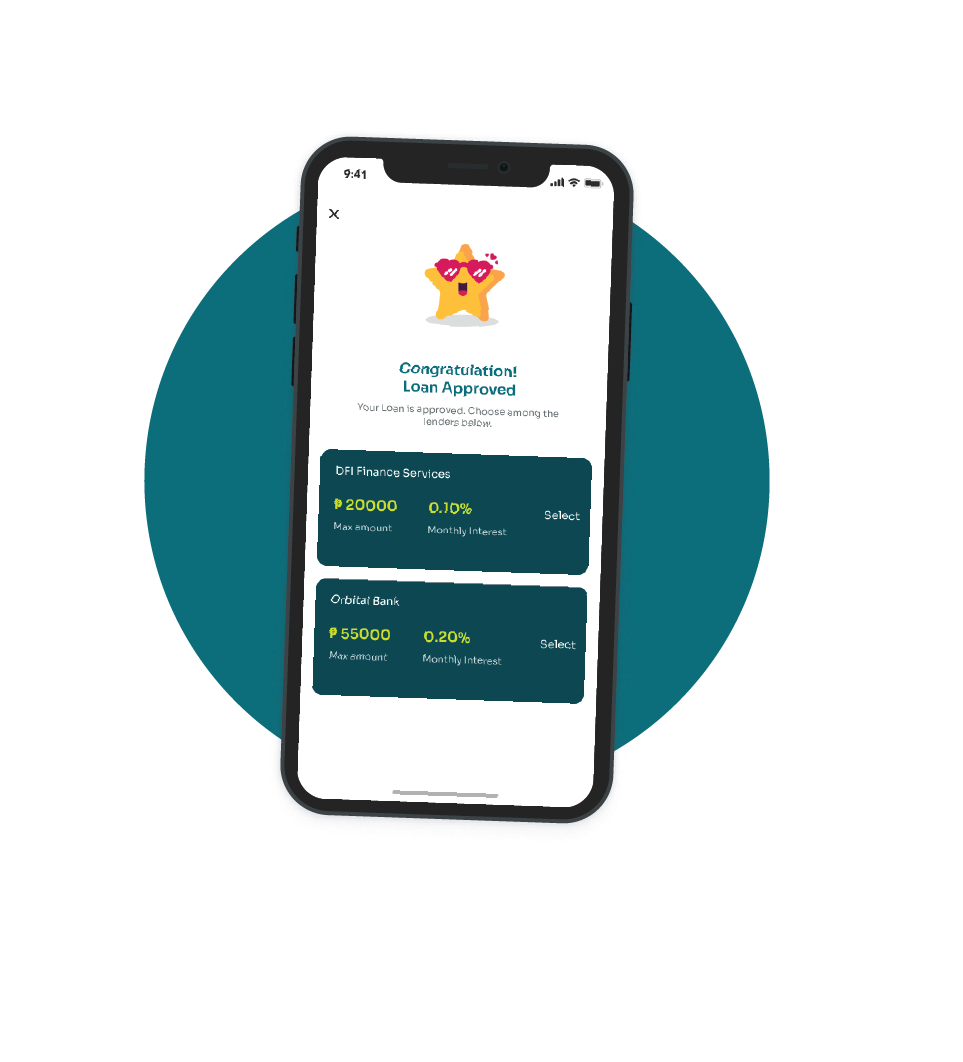 9:41
Congratulation!
Loan Approved
Your Loan is approved. Choose among the
lenders below.
DFI Finance Services
₱ 20000
0.10%
Select
Max amount
Monthly Interest
Orbital Bank
₱ 55000
0.20%
Select
Max amount
Monthly Interest